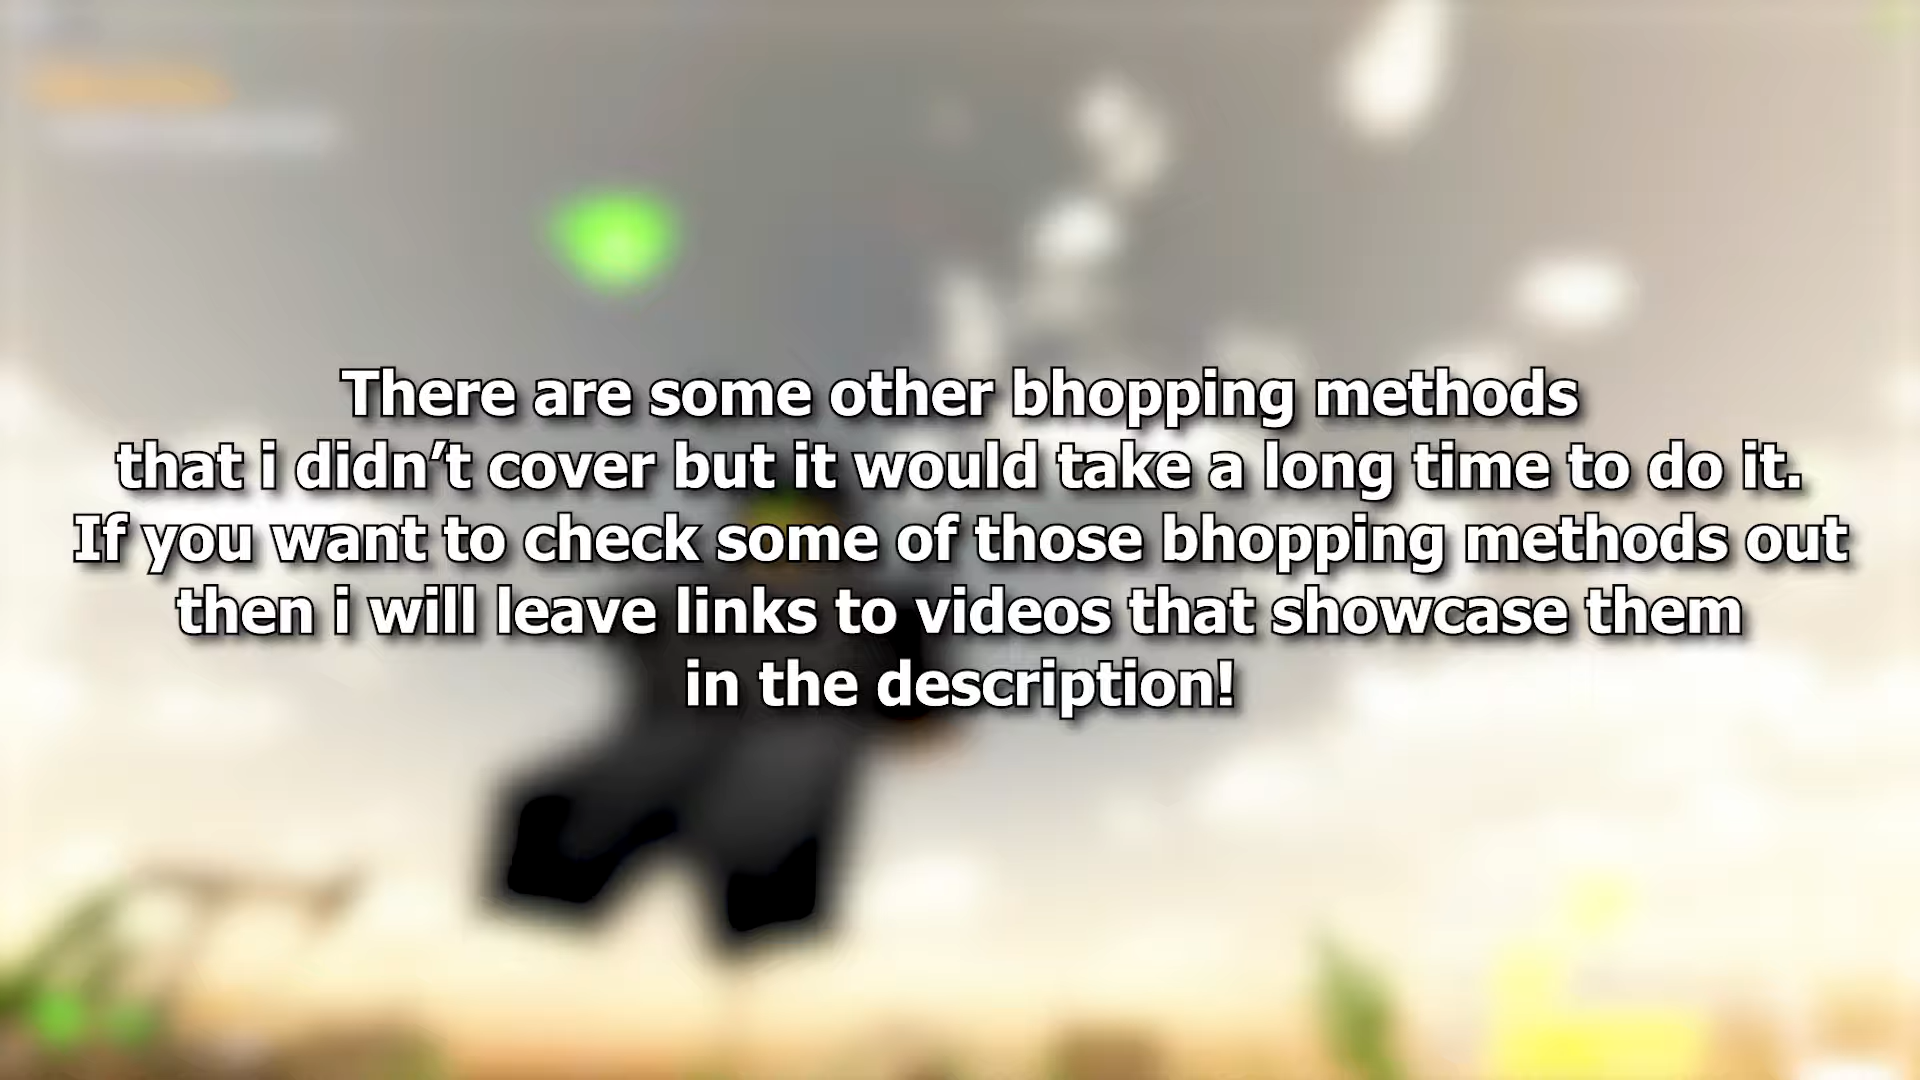 There are some other bhopping methods
that i didn’t cover but it would take a long time to do it.
If you want to check some of those bhopping methods out
then i will leave links to videos that showcase them
in the description!